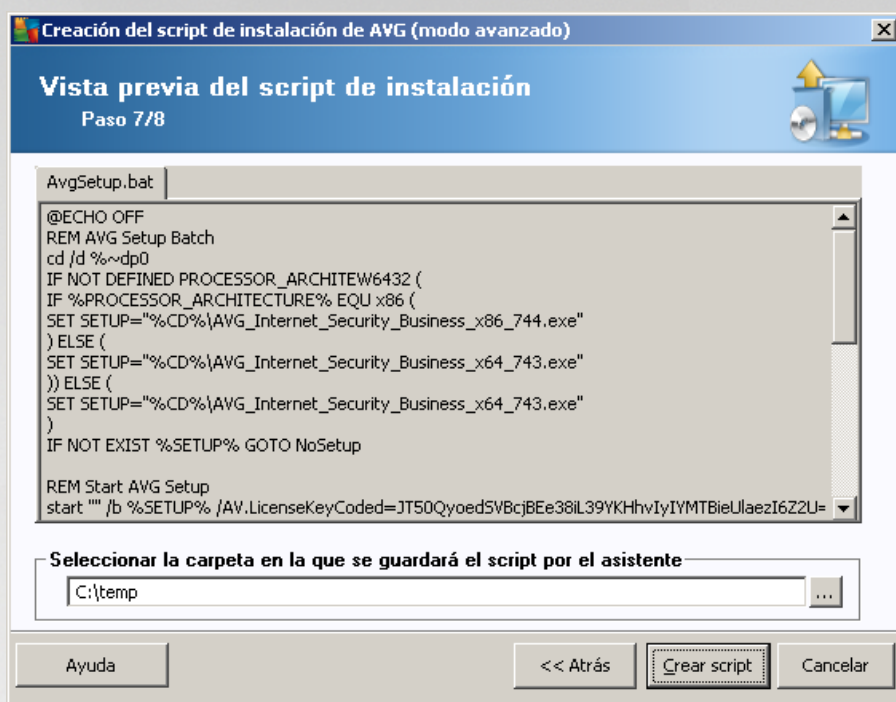 Creación del script de instalación de AVG (modo avanzado)
Vista previa del script de instalación
Paso 7/8
AvgSetup.bat
@ECHO OFF
REM AVG Setup Batch
cd /d %~dp0
IF NOT DEFINED PROCESSOR_ARCHITEW6432 (
IF %PROCESSOR_ARCHITECTURE% EQU x86 (
SET SETUP="%CD%\AVG_Internet_Security_Business_x86_744.exe"
) ELSE (
SET SETUP="%CD%\AVG_Internet_Security_Business_x64_743.exe"
)) ELSE (
SET SETUP="%CD%\AVG_Internet_Security_Business_x64_743.exe"
)
IF NOT EXIST %SETUP% GOTO NoSetup
REM Start AVG Setup
start "" /b %SETUP% /AV.LicenseKeyCoded=JT50QyoedSVBcjBEe38iL39YKHhvIyIYMTBieUlaezI6Z2U=
Seleccionar la carpeta en la que se guardará el script por el asistente
C:\temp
...
Ayuda
<< Atrás
Crear script
Cancelar